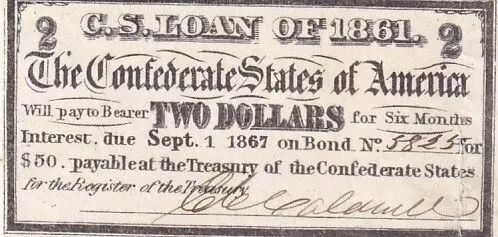 2 C. S. LOAN OF 1861. 2
The Confederate States of America
Will pay to Bearer TWO DOLLARS for Six Months
Interest, due Sept. 1 1867 on Bond No. 5825 for
$50. payable at the Treasury of the Confederate States
for the Register of the Treasury
Caldwell